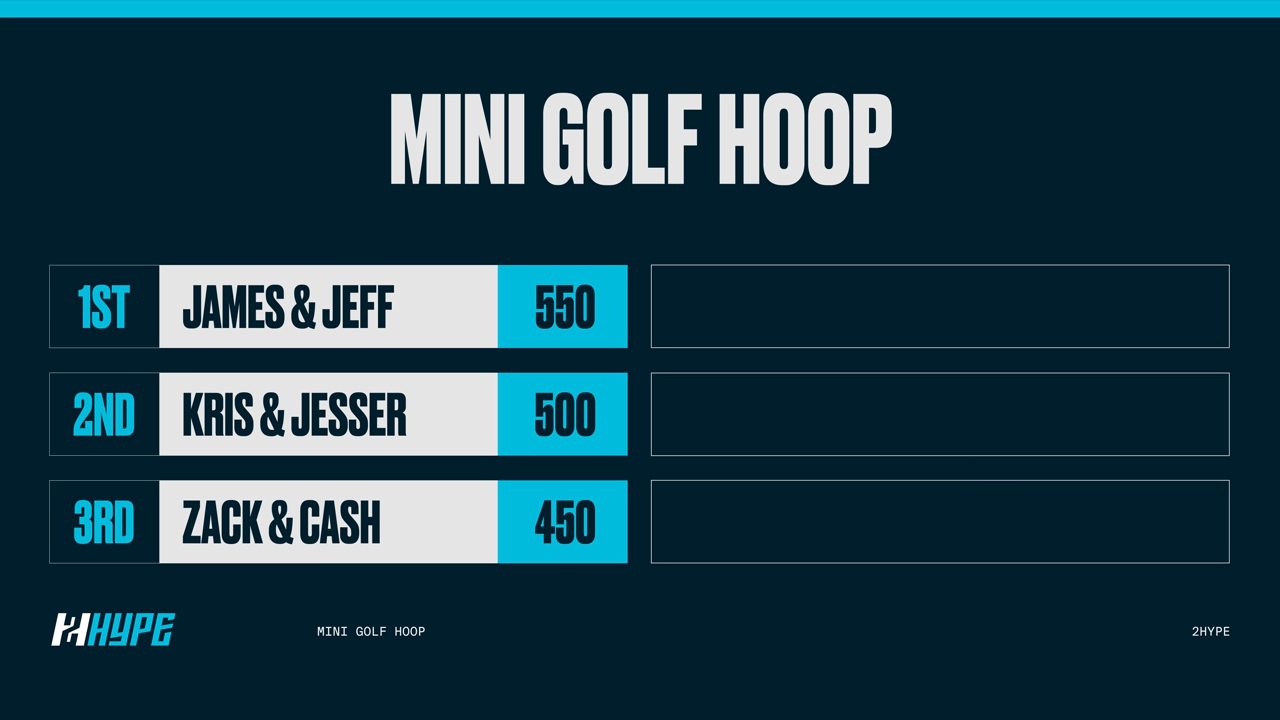 MINI GOLF HOOP
1ST JAMES & JEFF 550
2ND KRIS & JESSER 500
3RD ZACK & CASH 450
2HYPE MINI GOLF HOOP 2HYPE